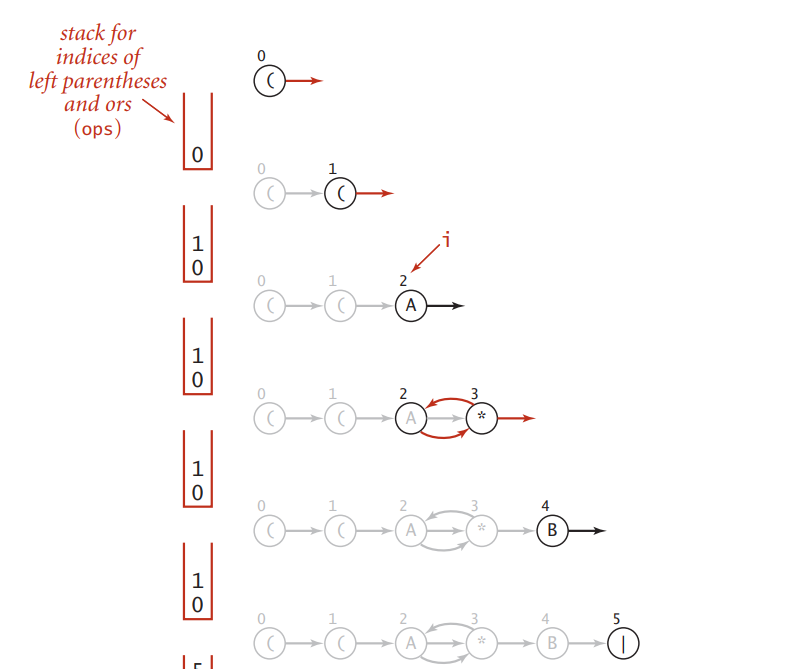 stack for
indices of
left parentheses
and ors
(ops)
0
(
0
0 1
( (
1
0
i
0 1 2
( ( A
1
0
0 1 2 3
( ( A *
1
0
0 1 2 3 4
( ( A * B
1
0
0 1 2 3 4 5
( ( A * B |